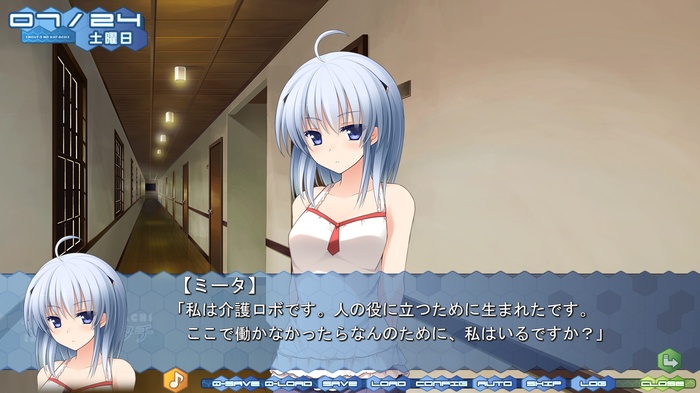 07/24
土曜日
【ミータ】
「私は介護ロボです。人の役に立つために生まれたです。
ここで働かなかったらなんのために、私はいるですか?」
Q-SAVE Q-LOAD SAVE LOAD CONFIG AUTO SKIP LOG CLOSE